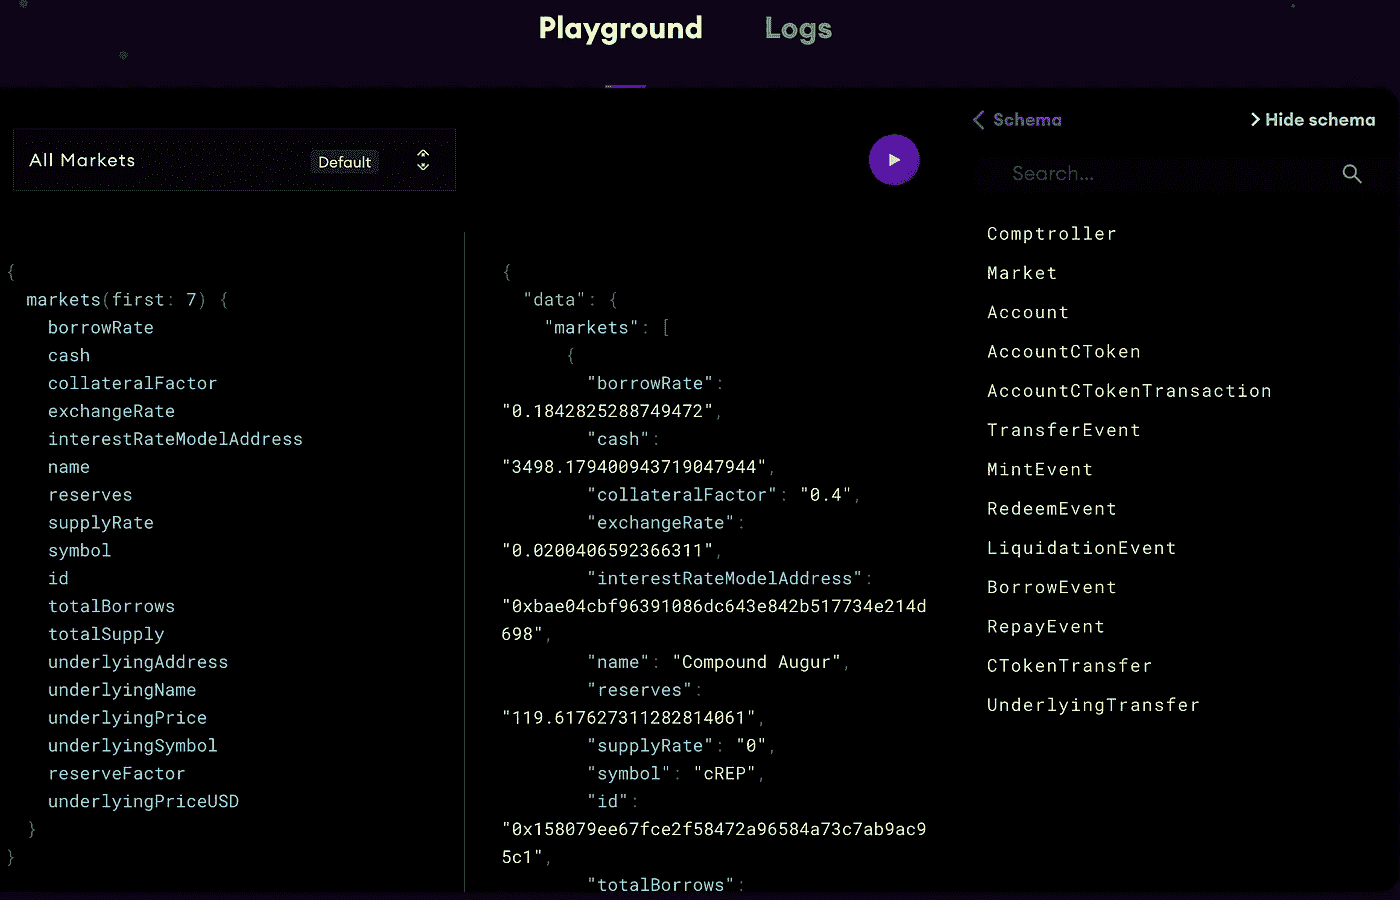 Playground
Logs
All Markets
Default
{
markets(first: 7) {
borrowRate
cash
collateralFactor
exchangeRate
interestRateModelAddress
name
reserves
supplyRate
symbol
id
totalBorrows
totalSupply
underlyingAddress
underlyingName
underlyingPrice
underlyingSymbol
reserveFactor
underlyingPriceUSD
}
}
{
"data": {
"markets": [
{
"borrowRate":
"0.1842825288749472",
"cash":
"3498.179400943719047944",
"collateralFactor": "0.4",
"exchangeRate":
"0.0200406592366311",
"interestRateModelAddress":
"0xbae04cbf96391086dc643e842b517734e214d
698",
"name": "Compound Augur",
"reserves":
"119.617627311282814061",
"supplyRate": "0",
"symbol": "cREP",
"id":
"0x158079ee67fce2f58472a96584a73c7ab9ac9
5c1",
"totalBorrows":
Schema
Hide schema
Search...
Comptroller
Market
Account
AccountCToken
AccountCTokenTransaction
TransferEvent
MintEvent
RedeemEvent
LiquidationEvent
BorrowEvent
RepayEvent
CTokenTransfer
UnderlyingTransfer